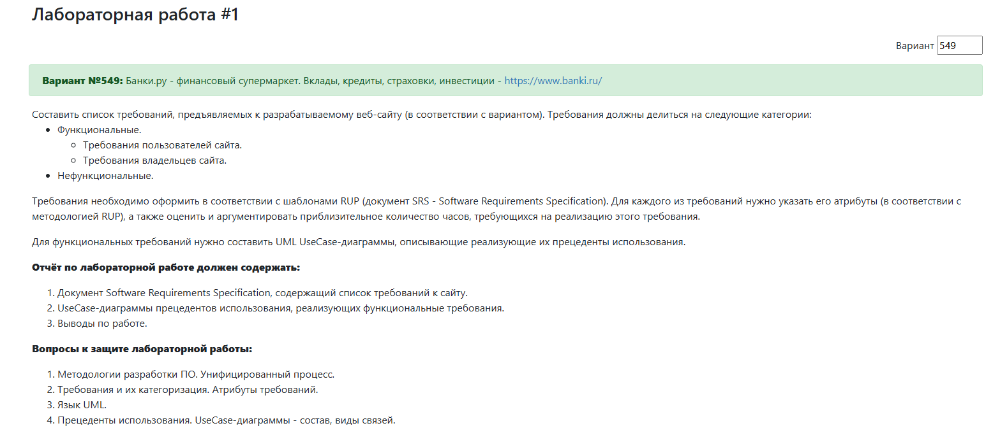 Лабораторная работа #1
Вариант 549
Вариант №549: Банки.ру - финансовый супермаркет. Вклады, кредиты, страховки, инвестиции - https://www.banki.ru/
Составить список требований, предъявляемых к разрабатываемому веб-сайту (в соответствии с вариантом). Требования должны делиться на следующие категории:
Функциональные.
Требования пользователей сайта.
Требования владельцев сайта.
Нефункциональные.
Требования необходимо оформить в соответствии с шаблонами RUP (документ SRS - Software Requirements Specification). Для каждого из требований нужно указать его атрибуты (в соответствии с
методологией RUP), а также оценить и аргументировать приблизительное количество часов, требующихся на реализацию этого требования.
Для функциональных требований нужно составить UML UseCase-диаграммы, описывающие реализующие их прецеденты использования.
Отчёт по лабораторной работе должен содержать:
1. Документ Software Requirements Specification, содержащий список требований к сайту.
2. UseCase-диаграммы прецедентов использования, реализующих функциональные требования.
3. Выводы по работе.
Вопросы к защите лабораторной работы:
1. Методологии разработки ПО. Унифицированный процесс.
2. Требования и их категоризация. Атрибуты требований.
3. Язык UML.
4. Прецеденты использования. UseCase-диаграммы - состав, виды связей.